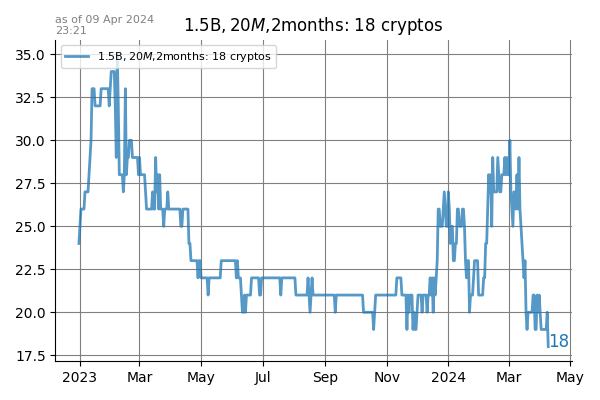 as of 09 Apr 2024
23:21
1.5B, 20M,2months: 18 cryptos
1.5B, 20M,2months: 18 cryptos
35.0
32.5
30.0
27.5
25.0
22.5
20.0
17.5
18
2023 Mar May Jul Sep Nov 2024 Mar May